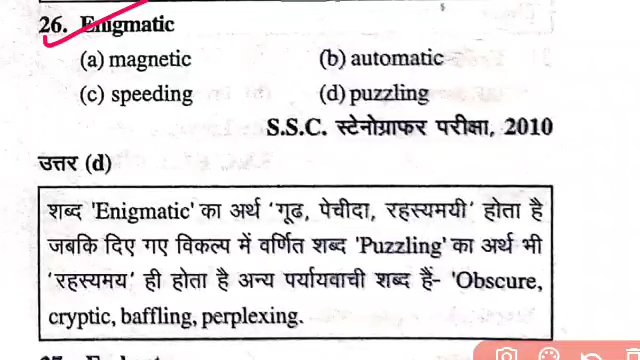 26. Enigmatic
(a) magnetic (b) automatic
(c) speeding (d) puzzling
S.S.C. स्टेनोग्राफर परीक्षा, 2010
उत्तर (d)
शब्द 'Enigmatic' का अर्थ 'गूढ, पेचीदा, रहस्यमयी' होता है
जबकि दिए गए विकल्प में वर्णित शब्द 'Puzzling' का अर्थ भी
'रहस्यमय' ही होता है अन्य पर्यायवाची शब्द हैं- 'Obscure,
cryptic, baffling, perplexing.